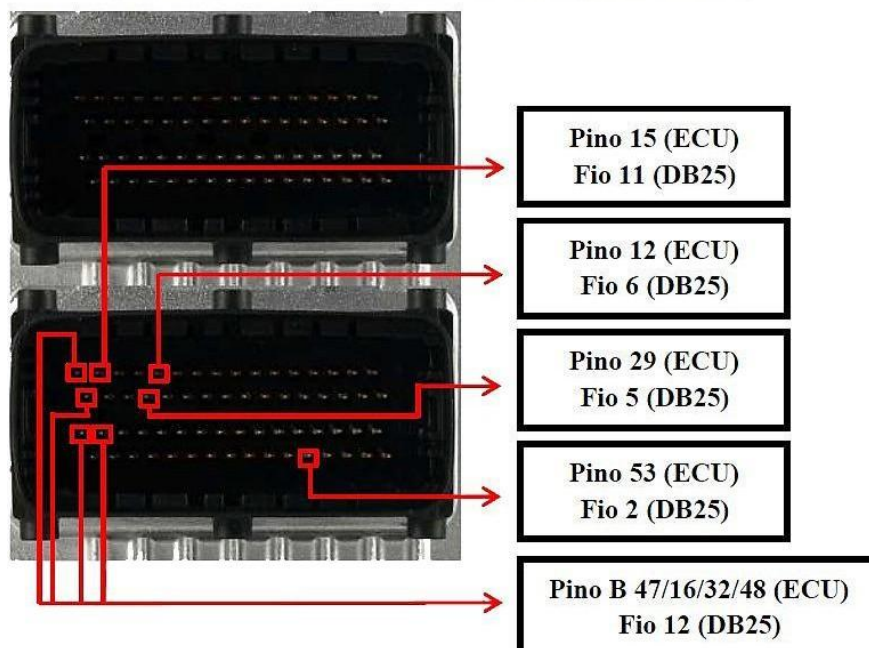 Pino 15 (ECU)
Fio 11 (DB25)
Pino 12 (ECU)
Fio 6 (DB25)
Pino 29 (ECU)
Fio 5 (DB25)
Pino 53 (ECU)
Fio 2 (DB25)
Pino B 47/16/32/48 (ECU)
Fio 12 (DB25)